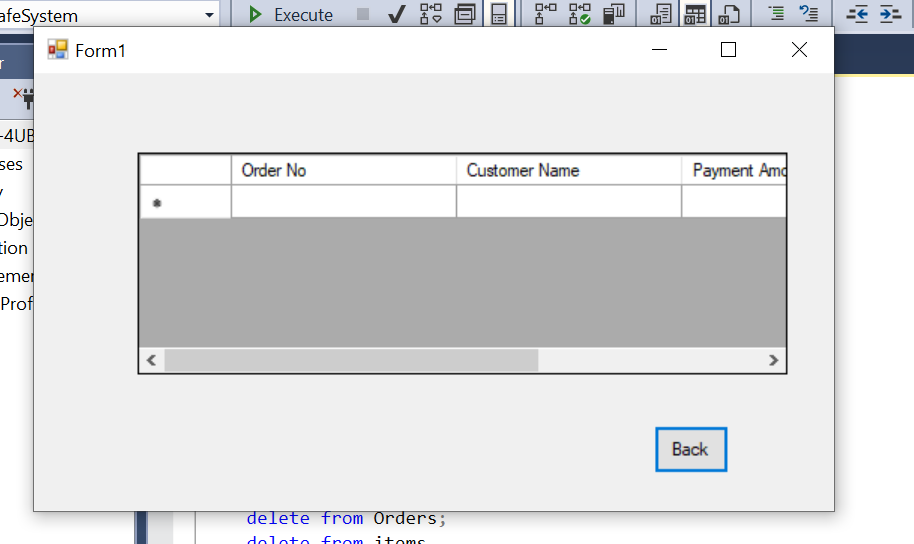 afeSystem Execute
Form1
r
-4UB
ses
y
Obje
tion
emer
Prof
Order No Customer Name Payment Amo
*
Back
delete from Orders;
delete from items